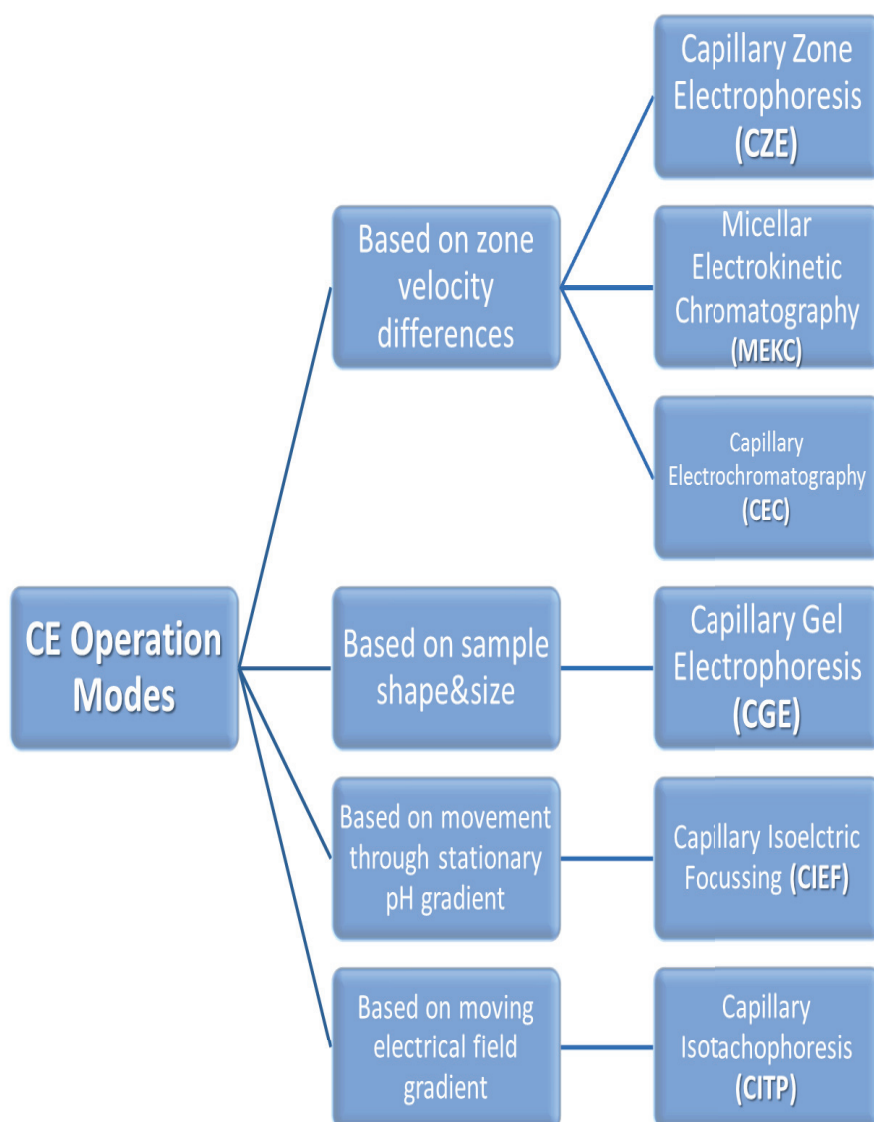 Capillary Zone
Electrophoresis
(CZE)
Based on zone
velocity
differences
Micellar
Electrokinetic
Chromatography
(MEKC)
Capillary
Electrochromatography
(CEC)
CE Operation
Modes
Based on sample
shape&size
Capillary Gel
Electrophoresis
(CGE)
Based on movement
through stationary
pH gradient
Capillary Isoelctric
Focussing (CIEF)
Based on moving
electrical field
gradient
Capillary
Isotachophoresis
(CITP)